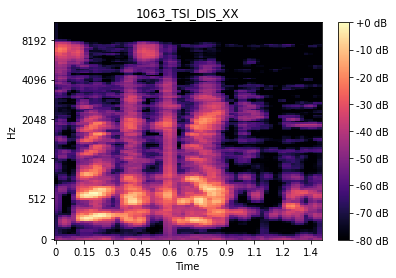 1063_TSI_DIS_XX
8192
4096
2048
1024
512
0
Hz
0 0.15 0.3 0.45 0.6 0.75 0.9 1.1 1.2 1.4
Time
+0 dB
-10 dB
-20 dB
-30 dB
-40 dB
-50 dB
-60 dB
-70 dB
-80 dB